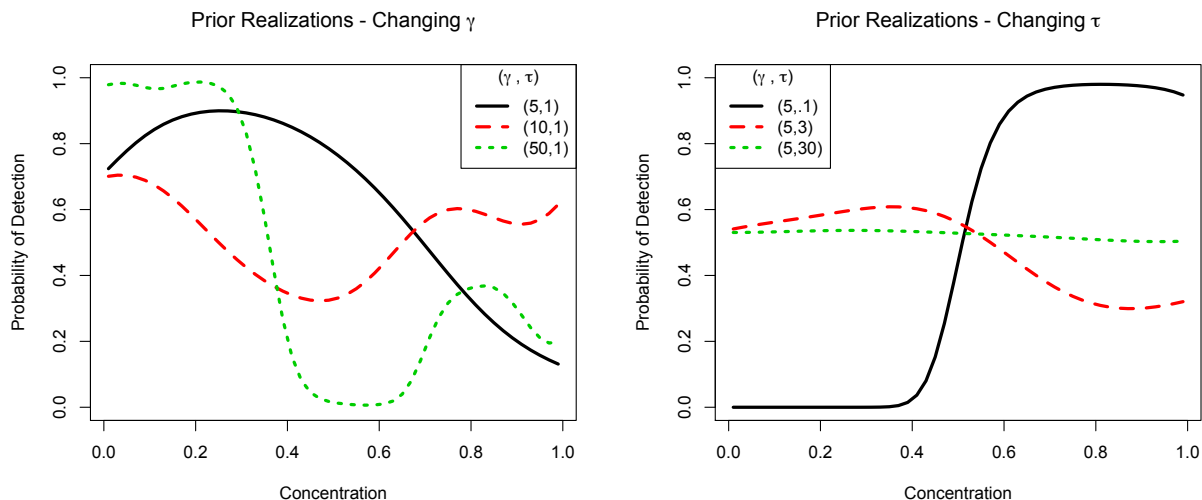 Prior Realizations - Changing γ
Probability of Detection
1.0
0.8
0.6
0.4
0.2
0.0
(γ , τ)
(5,1)
(10,1)
(50,1)
0.0 0.2 0.4 0.6 0.8 1.0
Concentration
Prior Realizations - Changing τ
Probability of Detection
1.0
0.8
0.6
0.4
0.2
0.0
(γ , τ)
(5,.1)
(5,3)
(5,30)
0.0 0.2 0.4 0.6 0.8 1.0
Concentration